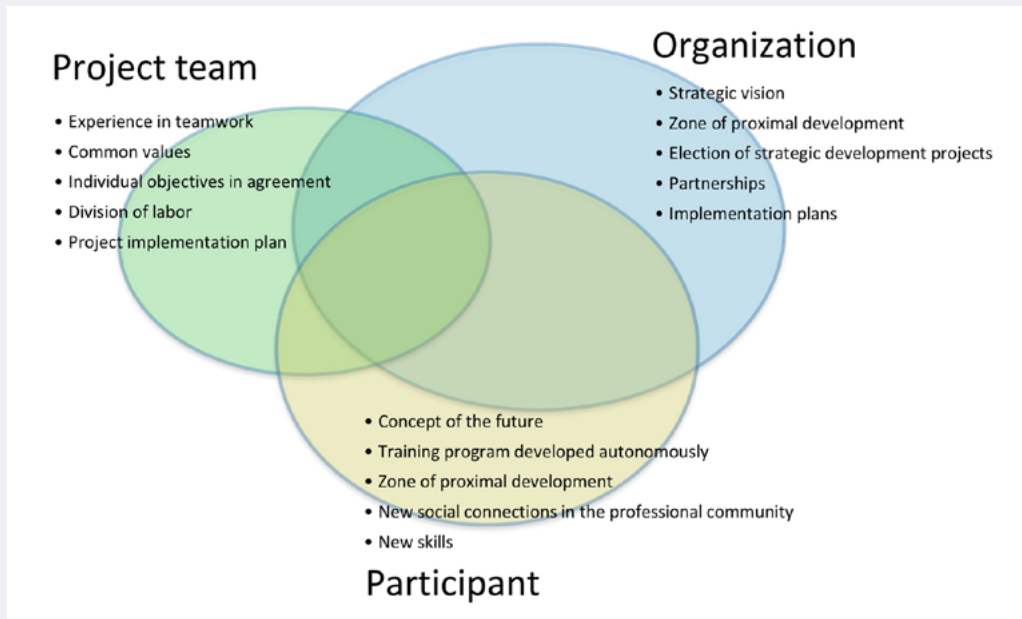 Project team
• Experience in teamwork
• Common values
• Individual objectives in agreement
• Division of labor
• Project implementation plan
Organization
• Strategic vision
• Zone of proximal development
• Election of strategic development projects
• Partnerships
• Implementation plans
• Concept of the future
• Training program developed autonomously
• Zone of proximal development
• New social connections in the professional community
• New skills
Participant